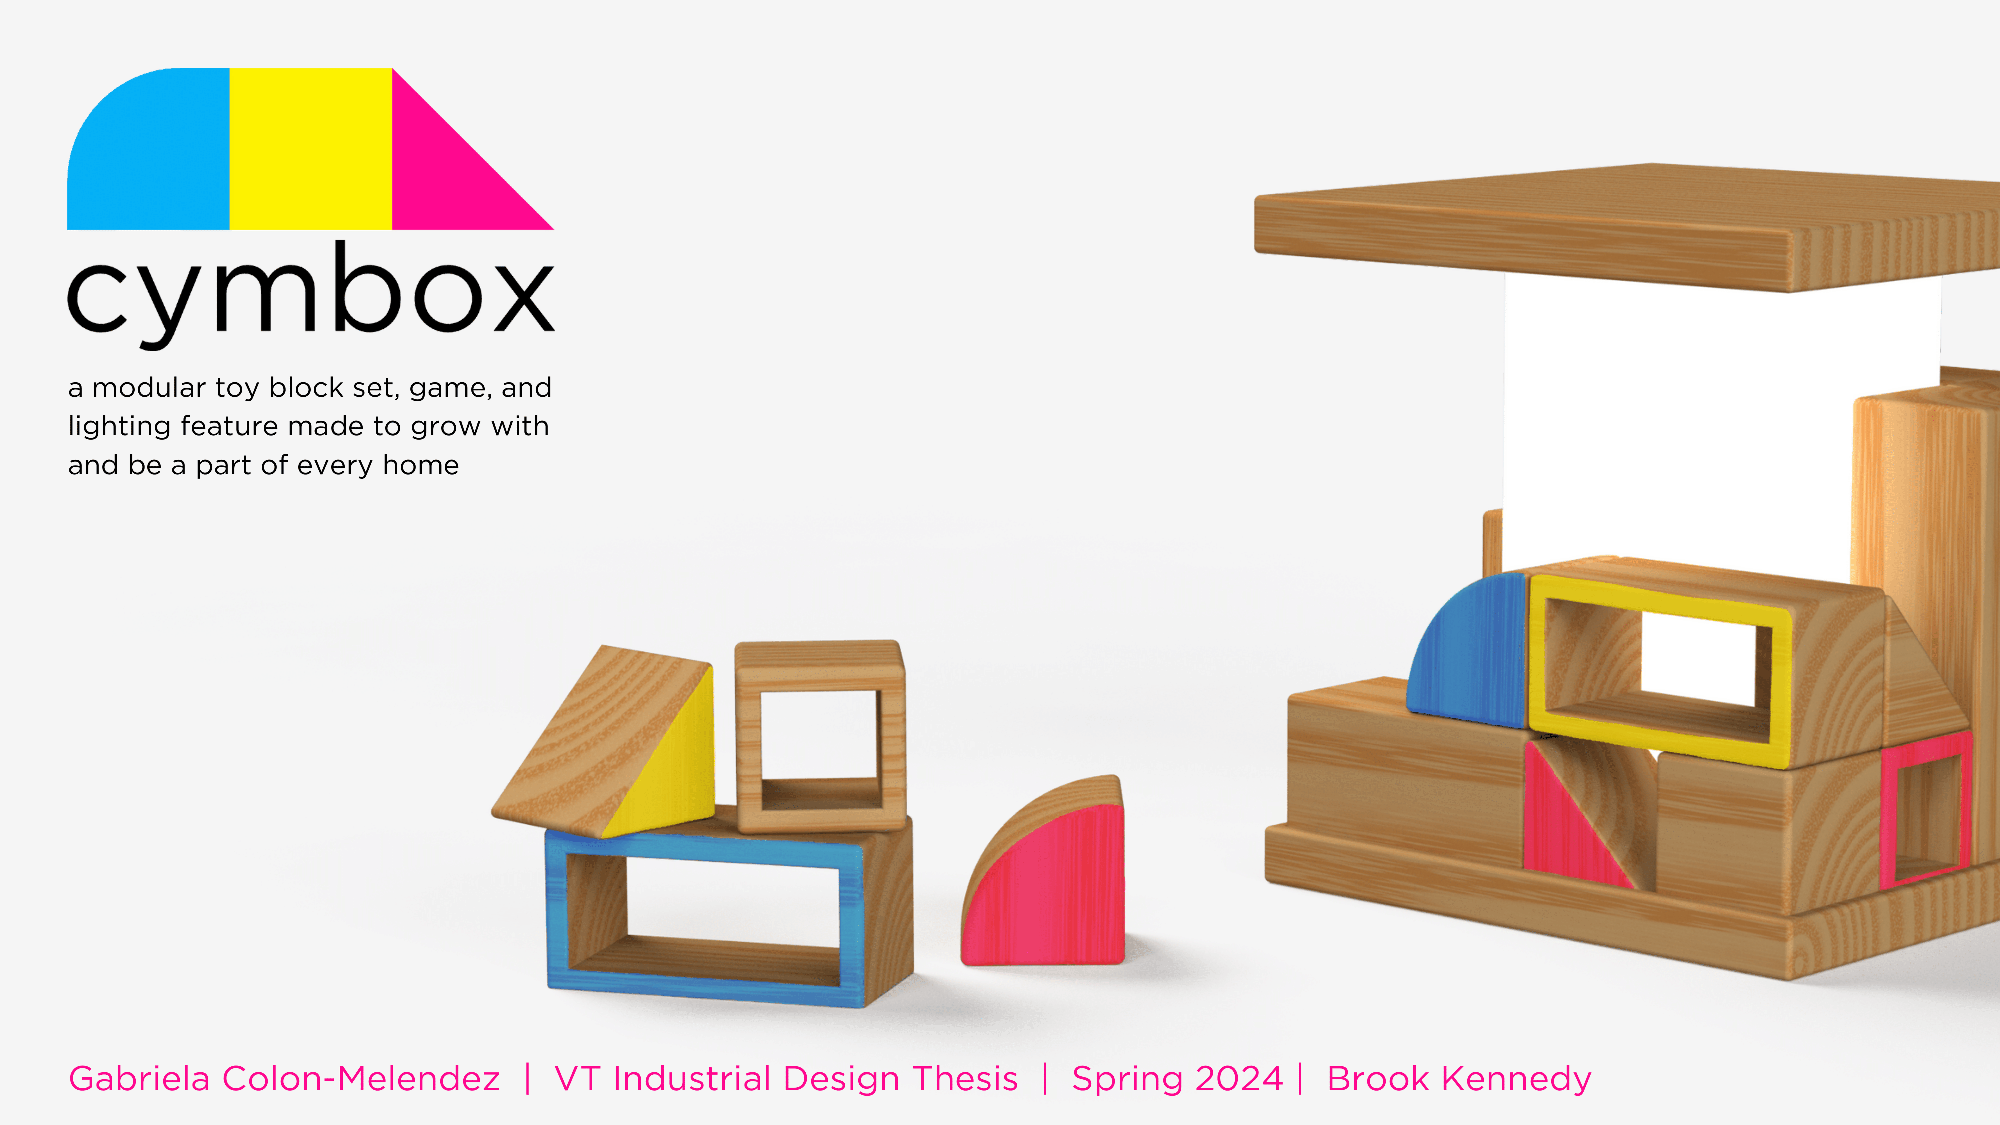 cymbox
a modular toy block set, game, and
lighting feature made to grow with
and be a part of every home
Gabriela Colon-Melendez | VT Industrial Design Thesis | Spring 2024 | Brook Kennedy